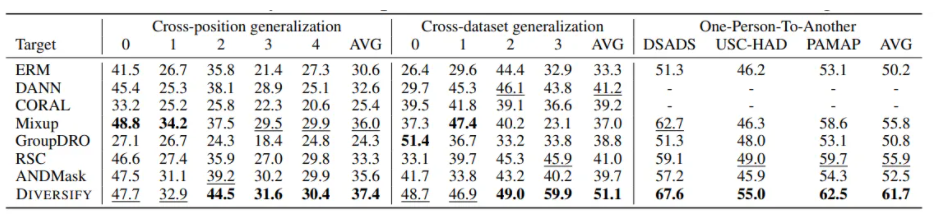 Cross-position generalization Cross-dataset generalization One-Person-To-Another
Target 0 1 2 3 4 AVG 0 1 2 3 AVG DSADS USC-HAD PAMAP AVG
ERM 41.5 26.7 35.8 21.4 27.3 30.6 26.4 29.6 44.4 32.9 33.3 51.3 46.2 53.1 50.2
DANN 45.4 25.3 38.1 28.9 25.1 32.6 29.7 45.3 46.1 43.8 41.2 - - - -
CORAL 33.2 25.2 25.8 22.3 20.6 25.4 39.5 41.8 39.1 36.6 39.2 - - - -
Mixup 48.8 34.2 37.5 29.5 29.9 36.0 37.3 47.4 40.2 23.1 37.0 62.7 46.3 58.6 55.8
GroupDRO 27.1 26.7 24.3 18.4 24.8 24.3 51.4 36.7 33.2 33.8 38.8 51.3 48.0 53.1 50.8
RSC 46.6 27.4 35.9 27.0 29.8 33.3 33.1 39.7 45.3 45.9 41.0 59.1 49.0 59.7 55.9
ANDMask 47.5 31.1 39.2 30.2 29.9 35.6 41.7 33.8 43.2 40.2 39.7 57.2 45.9 54.3 52.5
DIVERSIFY 47.7 32.9 44.5 31.6 30.4 37.4 48.7 46.9 49.0 59.9 51.1 67.6 55.0 62.5 61.7